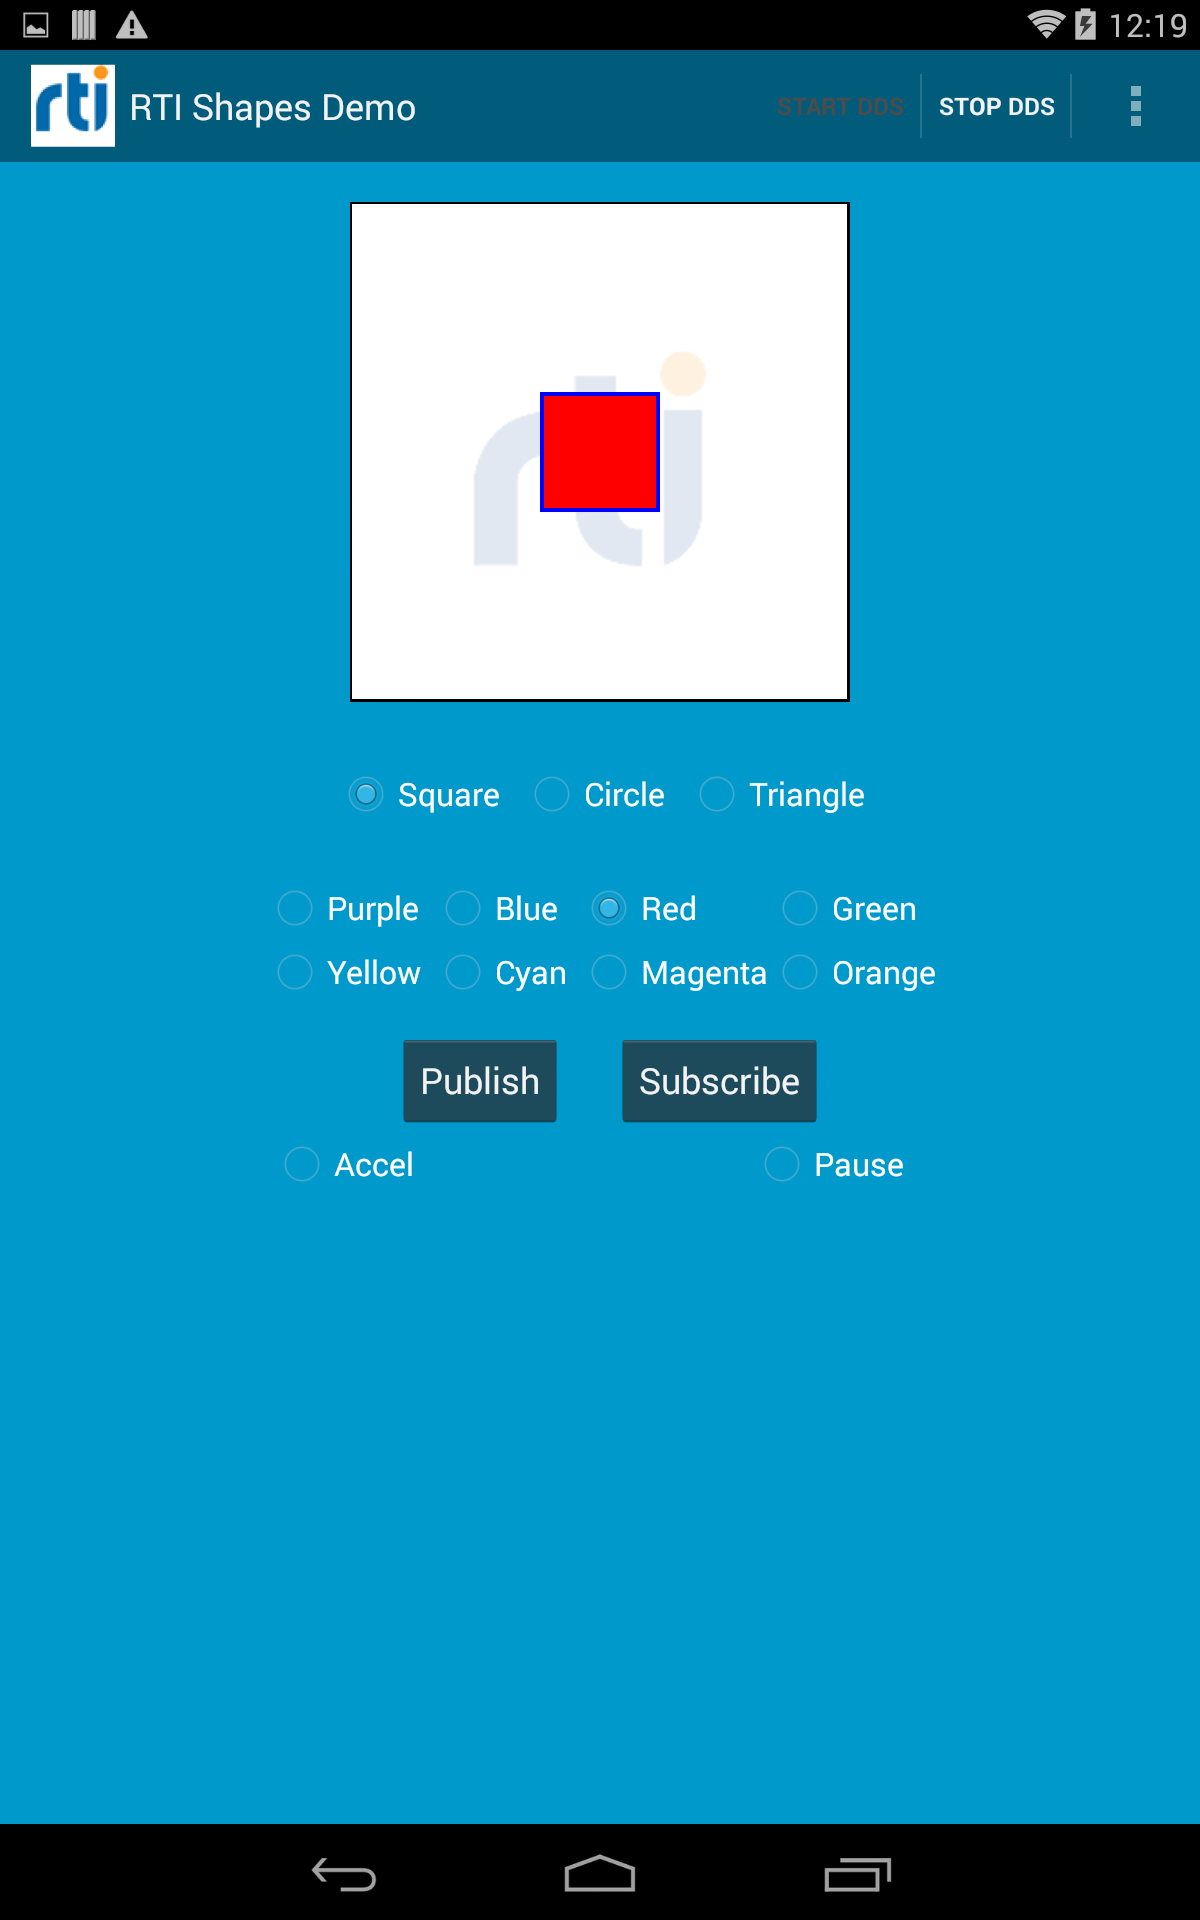 12:19
rti RTI Shapes Demo START DDS STOP DDS
rti
Square Circle Triangle
Purple Blue Red Green
Yellow Cyan Magenta Orange
Publish Subscribe
Accel Pause